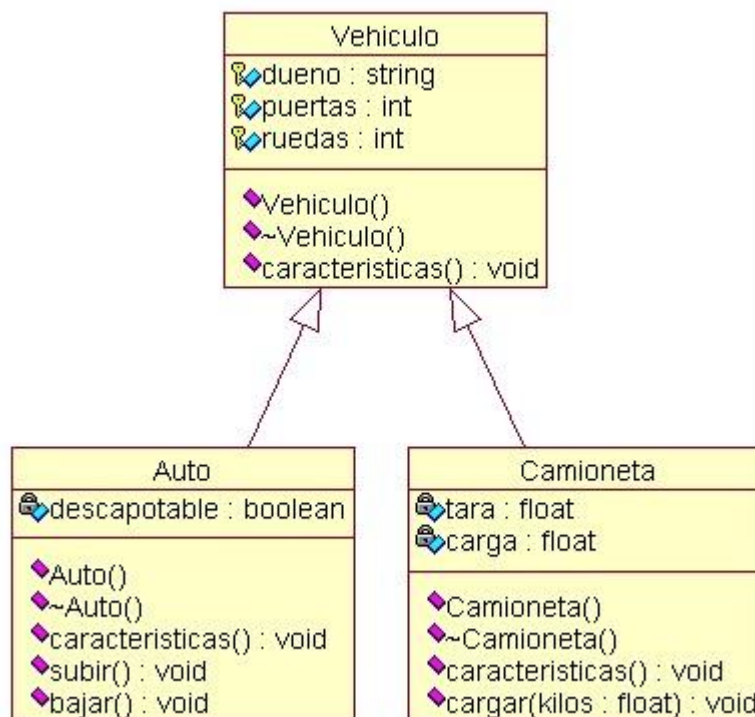 Vehiculo
dueno : string
puertas : int
ruedas : int
Vehiculo()
~Vehiculo()
caracteristicas() : void
Auto
descapotable : boolean
Auto()
~Auto()
caracteristicas() : void
subir() : void
bajar() : void
Camioneta
tara : float
carga : float
Camioneta()
~Camioneta()
caracteristicas() : void
cargar(kilos : float) : void